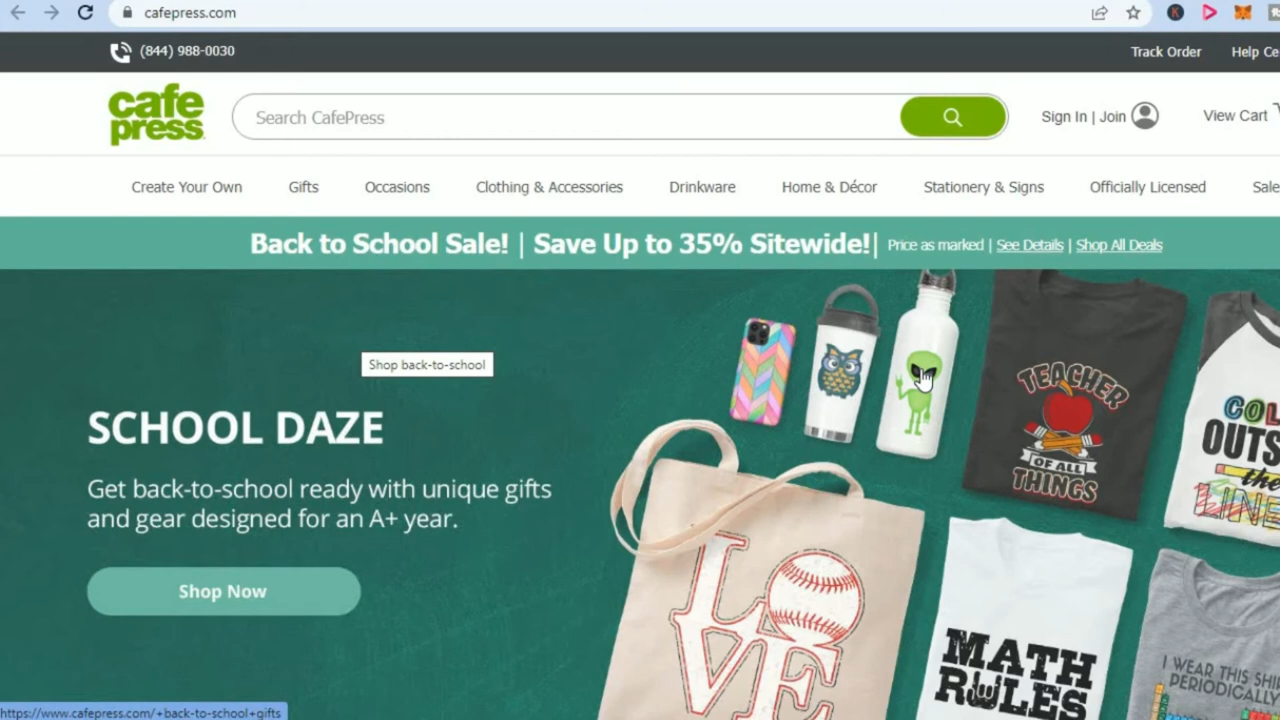 cafepress.com
(844) 988-0030
Track Order
Help Ce
cafe
press
Search CafePress
Sign In | Join
View Cart
Create Your Own
Gifts
Occasions
Clothing & Accessories
Drinkware
Home & Décor
Stationery & Signs
Officially Licensed
Sale
Back to School Sale! | Save Up to 35% Sitewide!| Price as marked | See Details | Shop All Deals
Shop back-to-school
SCHOOL DAZE
Get back-to-school ready with unique gifts
and gear designed for an A+ year.
Shop Now
TEACHER
OF ALL
THINGS
COL
OUTS
the
LINE
LOVE
MATH
RULES
I WEAR THIS SHI
PERIODICALLY
https://www.cafepress.com/+back-to-school+gifts